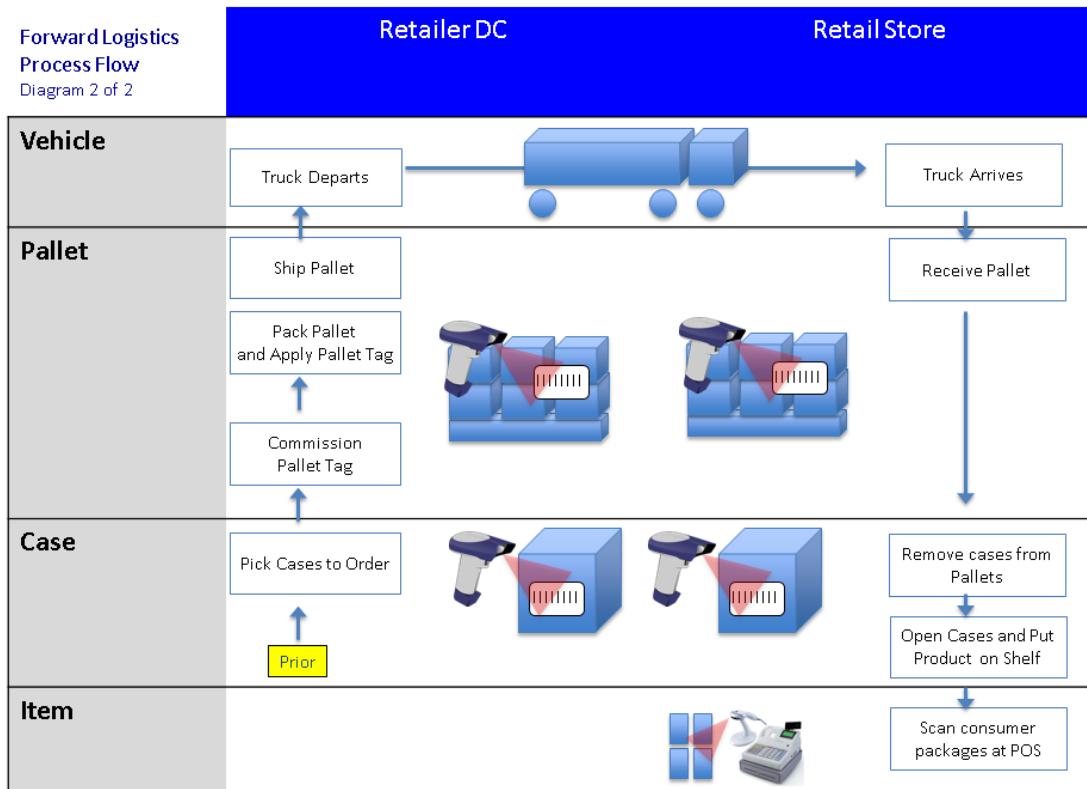 Forward Logistics
Process Flow
Diagram 2 of 2
Retailer DC
Retail Store
Vehicle
Truck Departs
Truck Arrives
Pallet
Ship Pallet
Receive Pallet
Pack Pallet
and Apply Pallet Tag
Commission
Pallet Tag
Case
Pick Cases to Order
Remove cases from
Pallets
Open Cases and Put
Product on Shelf
Prior
Item
Scan consumer
packages at POS